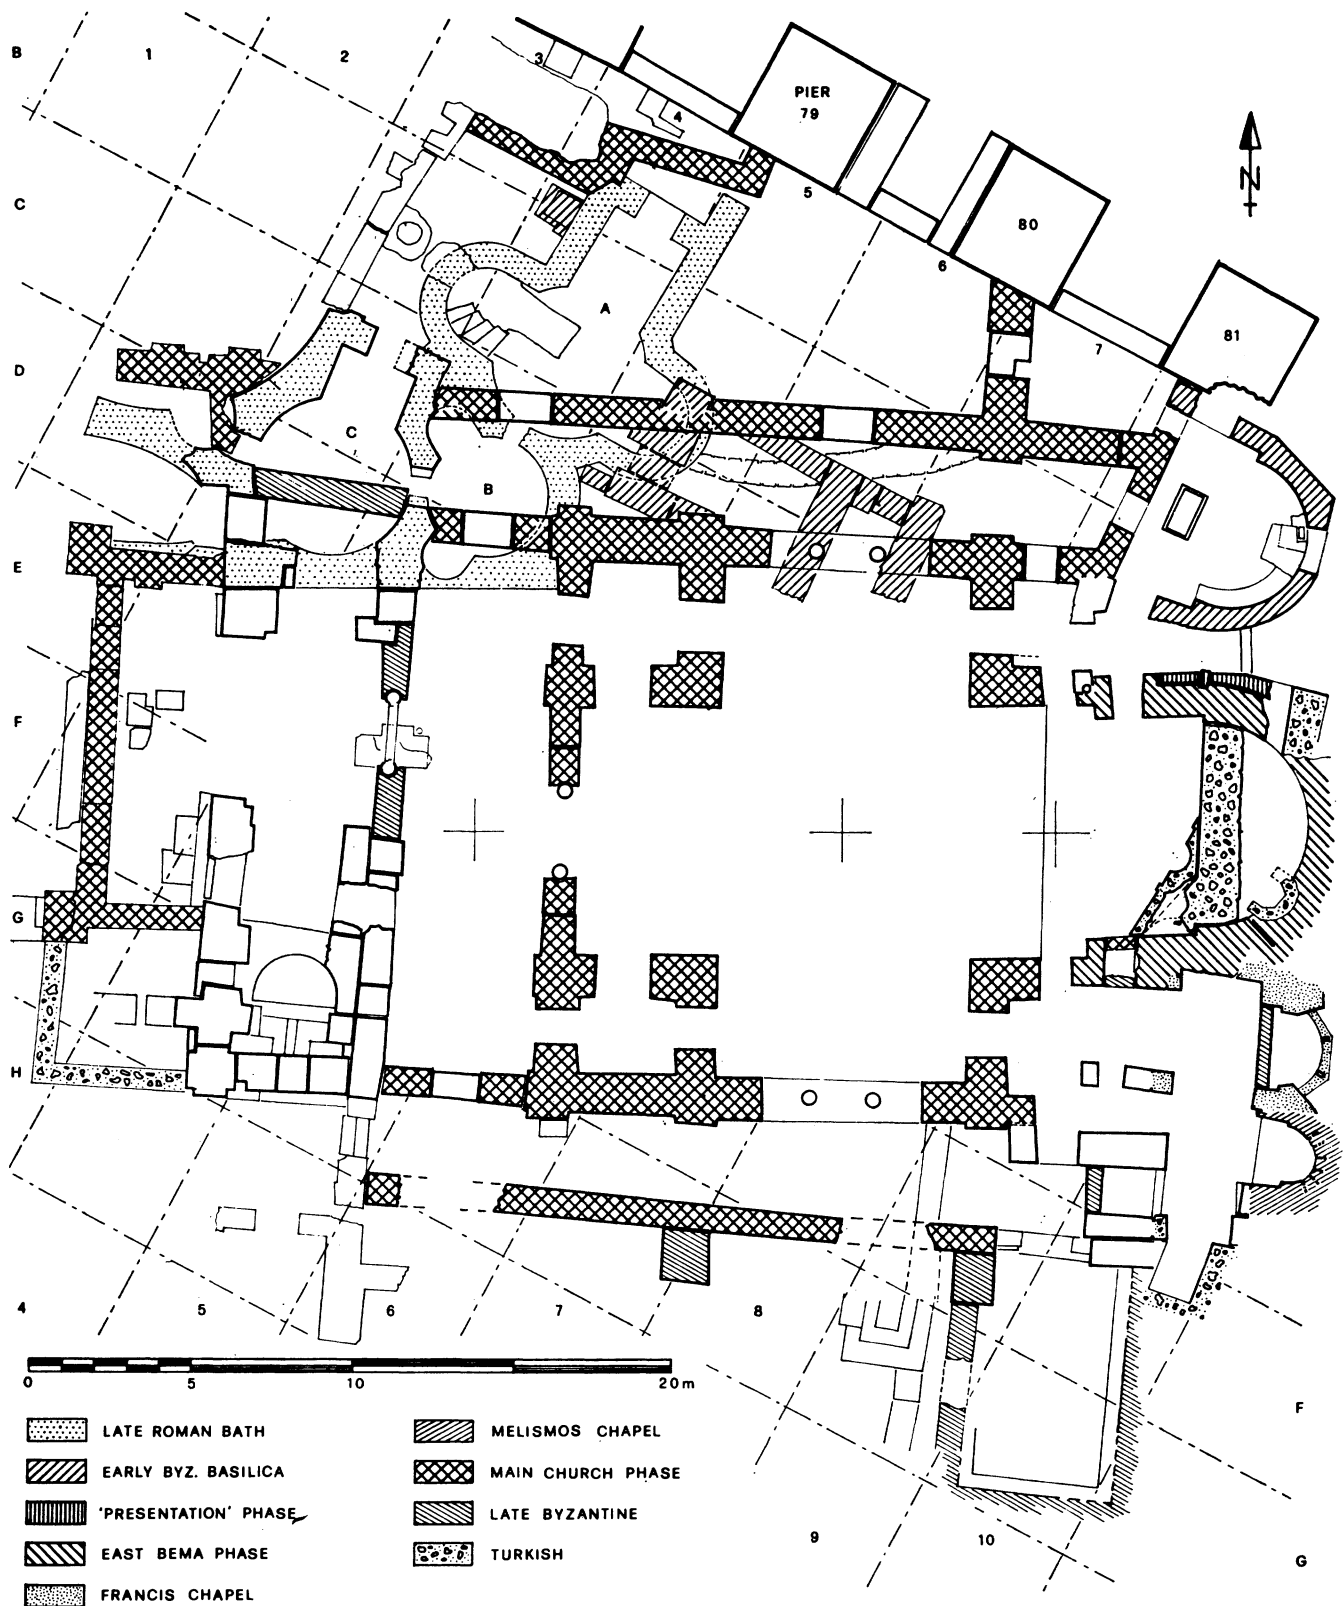 B
1
2
3
4
PIER
79
N
C
5
80
6
A
7
81
D
C
B
E
F
G
H
4
5
6
7
8
0
5
10
20 m
LATE ROMAN BATH
EARLY BYZ. BASILICA
'PRESENTATION' PHASE
EAST BEMA PHASE
FRANCIS CHAPEL
MELISMOS CHAPEL
MAIN CHURCH PHASE
LATE BYZANTINE
TURKISH
F
9
10
G